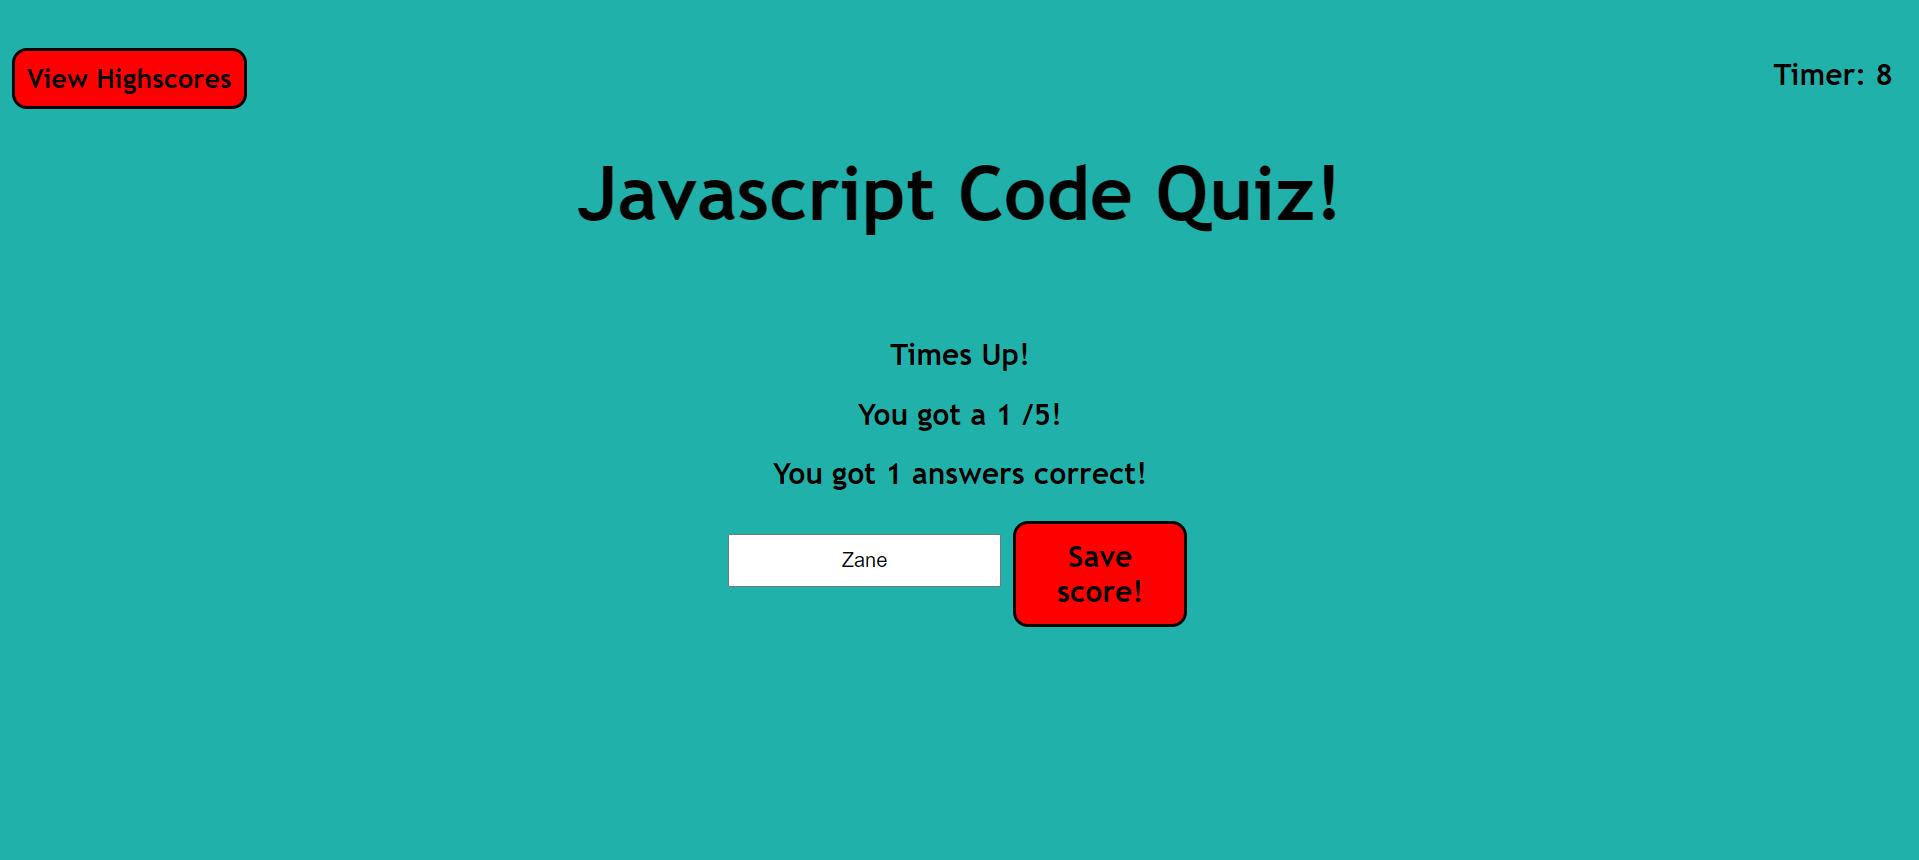 View Highscores
Timer: 8
Javascript Code Quiz!
Times Up!
You got a 1 /5!
You got 1 answers correct!
Zane
Save
score!